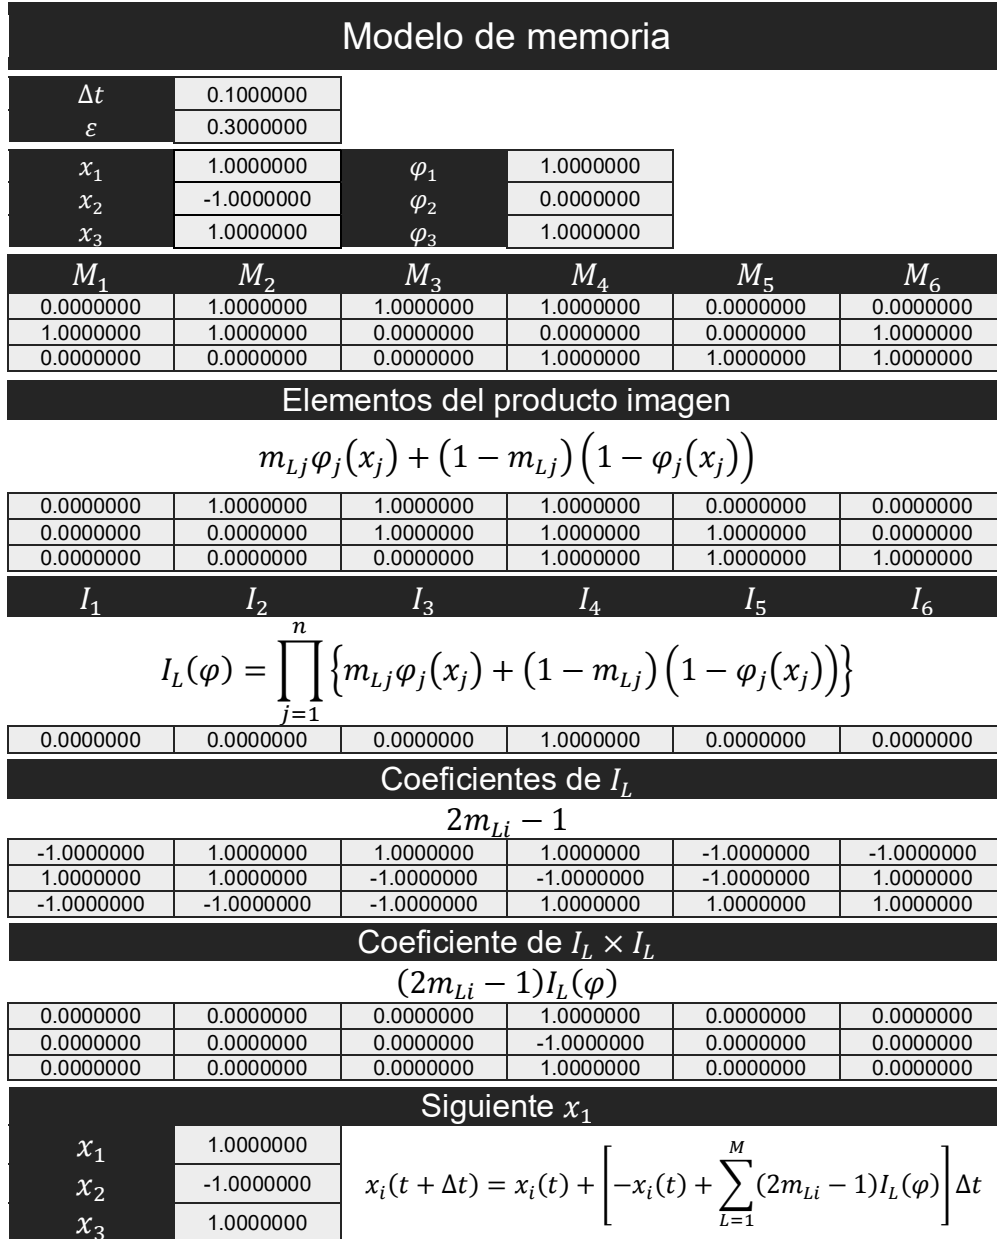 Modelo de memoria
Δt 0.1000000
ε 0.3000000
x₁ 1.0000000 φ₁ 1.0000000
x₂ -1.0000000 φ₂ 0.0000000
x₃ 1.0000000 φ₃ 1.0000000
M₁ M₂ M₃ M₄ M₅ M₆
0.0000000 1.0000000 1.0000000 1.0000000 0.0000000 0.0000000
1.0000000 1.0000000 0.0000000 0.0000000 0.0000000 1.0000000
0.0000000 0.0000000 0.0000000 1.0000000 1.0000000 1.0000000
Elementos del producto imagen
m_{Lj}φ_j(x_j) + (1 − m_{Lj})(1 − φ_j(x_j))
0.0000000 1.0000000 1.0000000 1.0000000 0.0000000 0.0000000
0.0000000 0.0000000 1.0000000 1.0000000 1.0000000 0.0000000
0.0000000 0.0000000 0.0000000 1.0000000 1.0000000 1.0000000
I₁ I₂ I₃ I₄ I₅ I₆
I_L(φ) = ∏_{j=1}^{n} {m_{Lj}φ_j(x_j) + (1 − m_{Lj})(1 − φ_j(x_j))}
0.0000000 0.0000000 0.0000000 1.0000000 0.0000000 0.0000000
Coeficientes de I_L
2m_{Li} − 1
-1.0000000 1.0000000 1.0000000 1.0000000 -1.0000000 -1.0000000
1.0000000 1.0000000 -1.0000000 -1.0000000 -1.0000000 1.0000000
-1.0000000 -1.0000000 -1.0000000 1.0000000 1.0000000 1.0000000
Coeficiente de I_L × I_L
(2m_{Li} − 1)I_L(φ)
0.0000000 0.0000000 0.0000000 1.0000000 0.0000000 0.0000000
0.0000000 0.0000000 0.0000000 -1.0000000 0.0000000 0.0000000
0.0000000 0.0000000 0.0000000 1.0000000 0.0000000 0.0000000
Siguiente x₁
x₁ 1.0000000
x₂ -1.0000000
x₃ 1.0000000
x_i(t + Δt) = x_i(t) + [−x_i(t) + ∑_{L=1}^{M} (2m_{Li} − 1)I_L(φ)] Δt